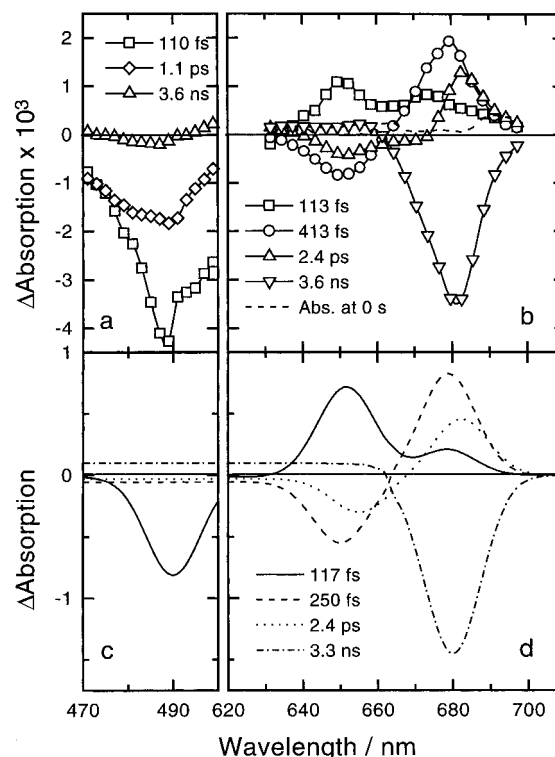 a
110 fs
1.1 ps
3.6 ns
b
2
1
0
-1
-2
-3
-4
ΔAbsorption x 10³
113 fs
413 fs
2.4 ps
3.6 ns
Abs. at 0 s
1
0
-1
ΔAbsorption
c
d
117 fs
250 fs
2.4 ps
3.3 ns
470 490 620 640 660 680 700
Wavelength / nm